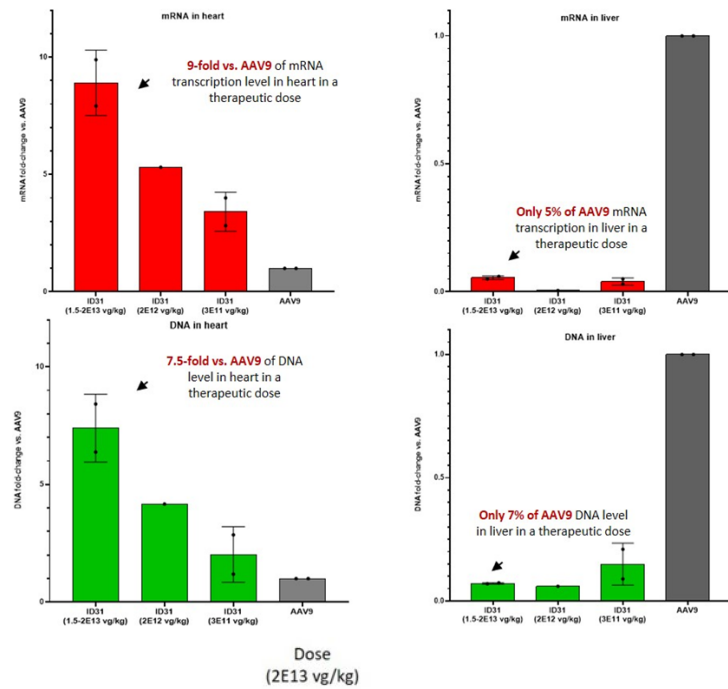 mRNA in heart
mRNA fold-change vs. AAV9
10
5
0
9-fold vs. AAV9 of mRNA
transcription level in heart in a
therapeutic dose
ID31
(1.5-2E13 vg/kg)
ID31
(2E12 vg/kg)
ID31
(3E11 vg/kg)
AAV9
mRNA in liver
mRNA fold-chnage vs. AAV9
1.0
0.5
0.0
Only 5% of AAV9 mRNA
transcription in liver in a
therapeutic dose
ID31
(1.5-2E13 vg/kg)
ID31
(2E12 vg/kg)
ID31
(3E11 vg/kg)
AAV9
DNA in heart
DNA fold-change vs. AAV9
10
5
0
7.5-fold vs. AAV9 of DNA
level in heart in a
therapeutic dose
ID31
(1.5-2E13 vg/kg)
ID31
(2E12 vg/kg)
ID31
(3E11 vg/kg)
AAV9
DNA in liver
DNA fold-change vs. AAV9
1.0
0.5
0.0
Only 7% of AAV9 DNA level
in liver in a therapeutic dose
ID31
(1.5-2E13 vg/kg)
ID31
(2E12 vg/kg)
ID31
(3E11 vg/kg)
AAV9
Dose
(2E13 vg/kg)